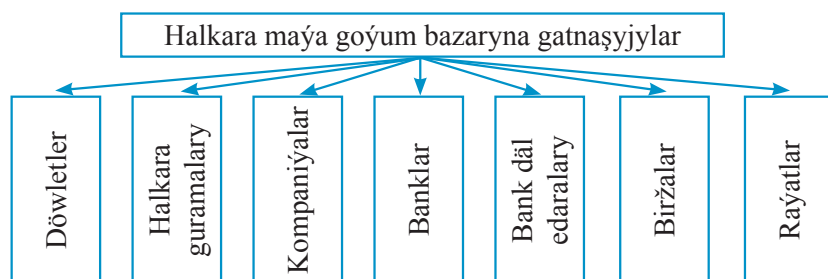 Halkara maýa goýum bazaryna gatnaşyjylar
Döwletler
Halkara
guramalary
Kompaniýalar
Banklar
Bank däl
edaralary
Biržalar
Raýatlar